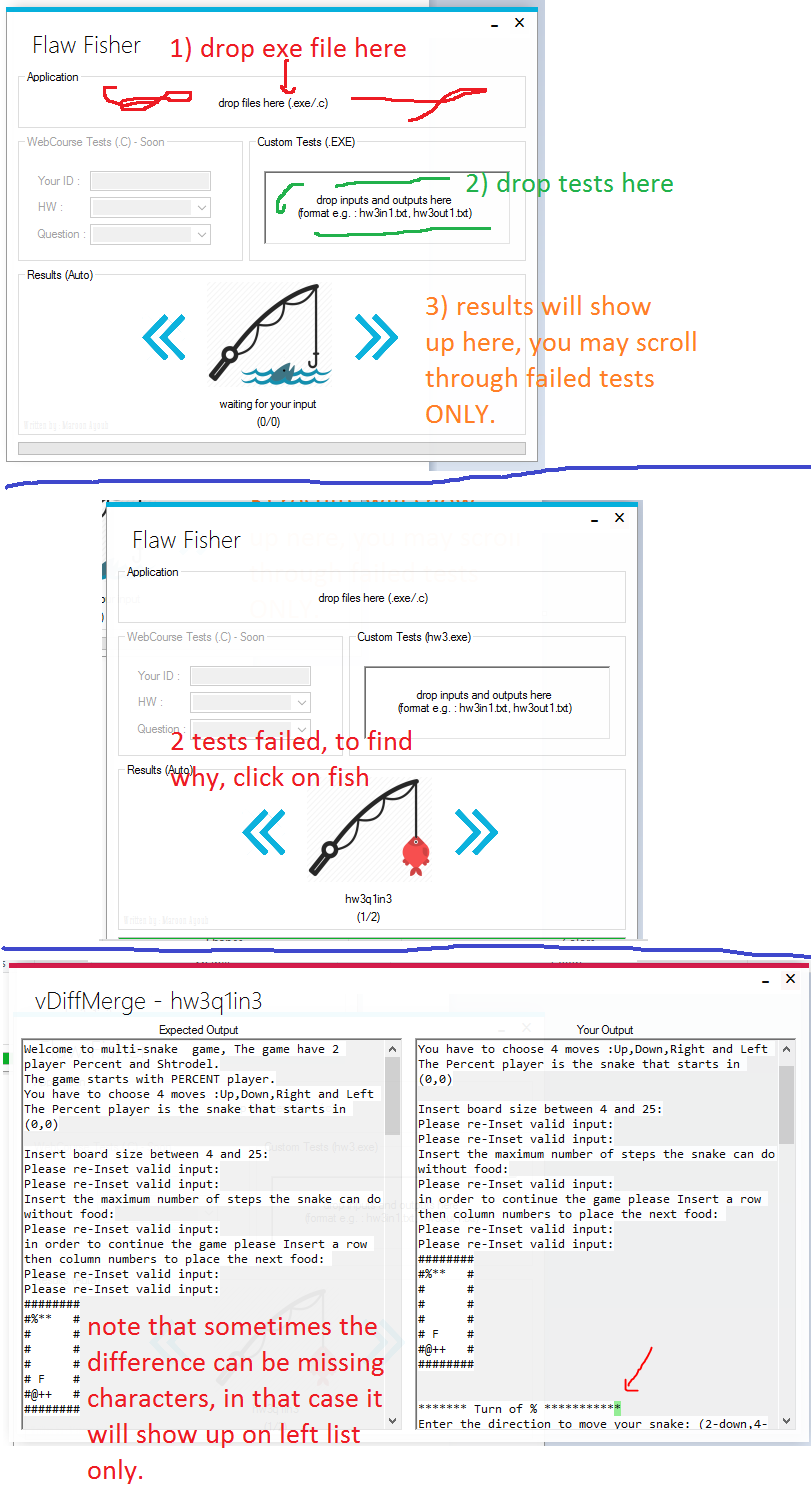 Flaw Fisher
1) drop exe file here
Application
drop files here (.exe/.c)
WebCourse Tests (.C) - Soon
Custom Tests (.EXE)
Your ID :
HW :
Question :
drop inputs and outputs here
(format e.g. : hw3in1.txt, hw3out1.txt)
2) drop tests here
Results (Auto)
3) results will show
up here, you may scroll
through failed tests
ONLY.
waiting for your input
(0/0)
Flaw Fisher
Application
drop files here (.exe/.c)
WebCourse Tests (.C) - Soon
Custom Tests (hw3.exe)
Your ID :
HW :
Question :
drop inputs and outputs here
(format e.g. : hw3in1.txt, hw3out1.txt)
2 tests failed, to find
why, click on fish
Results (Auto)
hw3q1in3
(1/2)
vDiffMerge - hw3q1in3
Expected Output
Welcome to multi-snake  game, The game have 2
player Percent and Shtrodel.
The game starts with PERCENT player.
You have to choose 4 moves :Up,Down,Right and Left
The Percent player is the snake that starts in
(0,0)
Insert board size between 4 and 25:
Please re-Inset valid input:
Please re-Inset valid input:
Insert the maximum number of steps the snake can do
without food:
Please re-Inset valid input:
in order to continue the game please Insert a row
then column numbers to place the next food:
Please re-Inset valid input:
Please re-Inset valid input:
########
#%**   #
#      #
#      #
#      #
# F    #
#@++   #
########
note that sometimes the
difference can be missing
characters, in that case it
will show up on left list
only.
Your Output
You have to choose 4 moves :Up,Down,Right and Left
The Percent player is the snake that starts in
(0,0)
Insert board size between 4 and 25:
Please re-Inset valid input:
Please re-Inset valid input:
Insert the maximum number of steps the snake can do
without food:
Please re-Inset valid input:
in order to continue the game please Insert a row
then column numbers to place the next food:
Please re-Inset valid input:
Please re-Inset valid input:
########
#%**   #
#      #
#      #
#      #
# F    #
#@++   #
########
******* Turn of % ***********
Enter the direction to move your snake: (2-down,4-